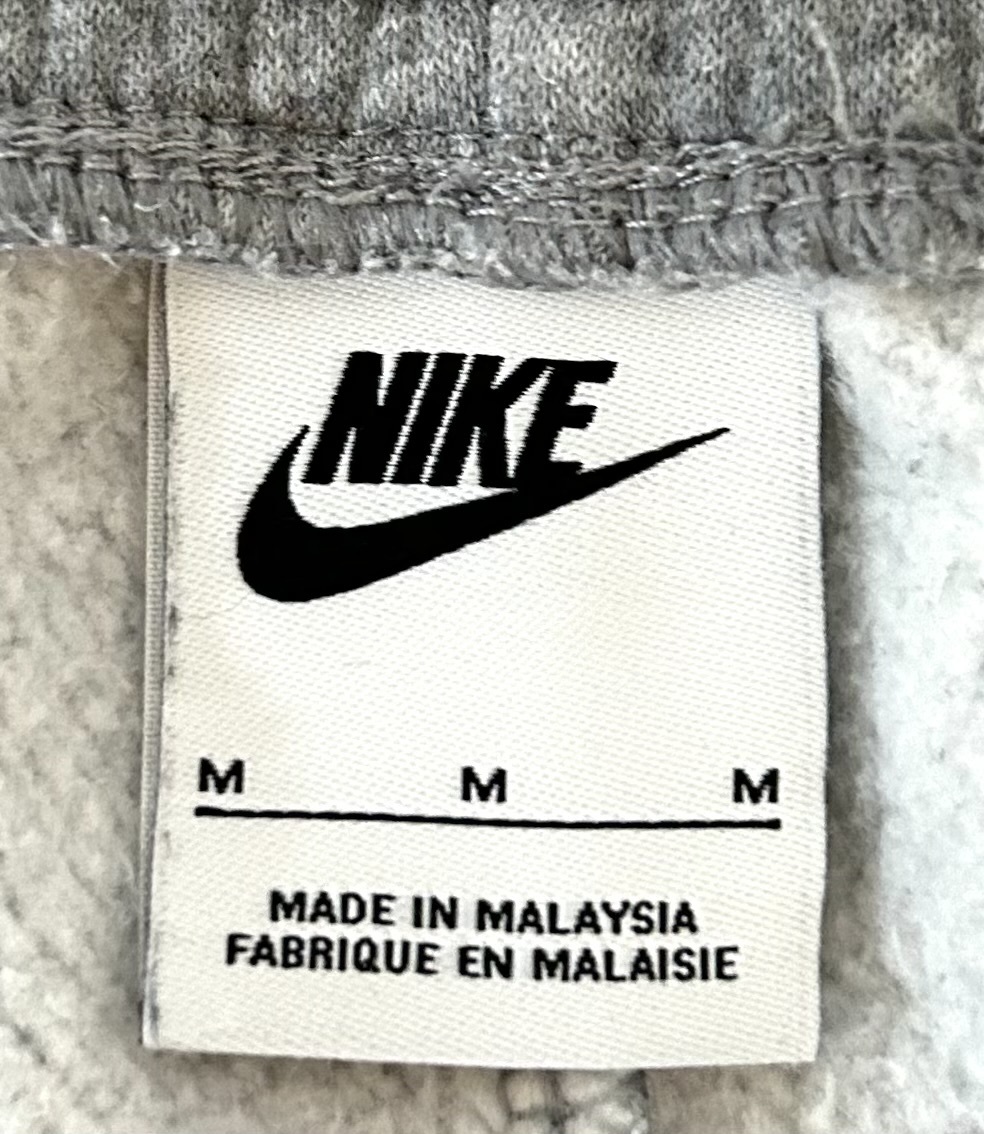 NIKE
M M M
MADE IN MALAYSIA
FABRIQUE EN MALAISIE